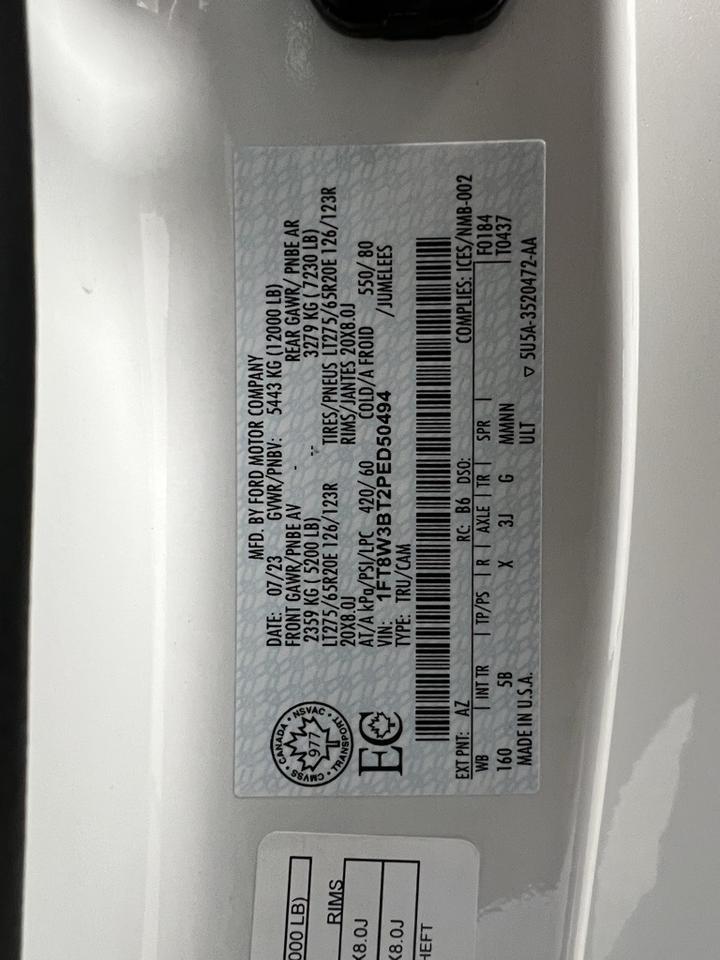 MFD. BY FORD MOTOR COMPANY
DATE: 07/23 GVWR/PNBV: 5443 KG (12000 LB)
FRONT GAWR/PNBE AV - REAR GAWR/ PNBE AR
2359 KG ( 5200 LB) -- 3279 KG ( 7230 LB)
LT275/65R20E 126/123R TIRES/PNEUS LT275/65R20E 126/123R
20X8.0J RIMS/JANTES 20X8.0J
AT/A kPa/PSI/LPC 420/ 60 COLD/A FROID 550/ 80
VIN: 1FT8W3BT2PED50494 /JUMELEES
TYPE: TRU/CAM
CANADA • NSVAC • TRANSPORT • CMVSS •
977
EC
EXT PNT: AZ RC: B6 DSO: COMPLIES: ICES/NMB-002
WB | INT TR | TP/PS | R | AXLE | TR | SPR | F0184
160 5B X 3J G MMNN T0437
ULT
MADE IN U.S.A. ▽ 5U5A-3520472-AA
000 LB)
RIMS
X8.0J
X8.0J
HEFT